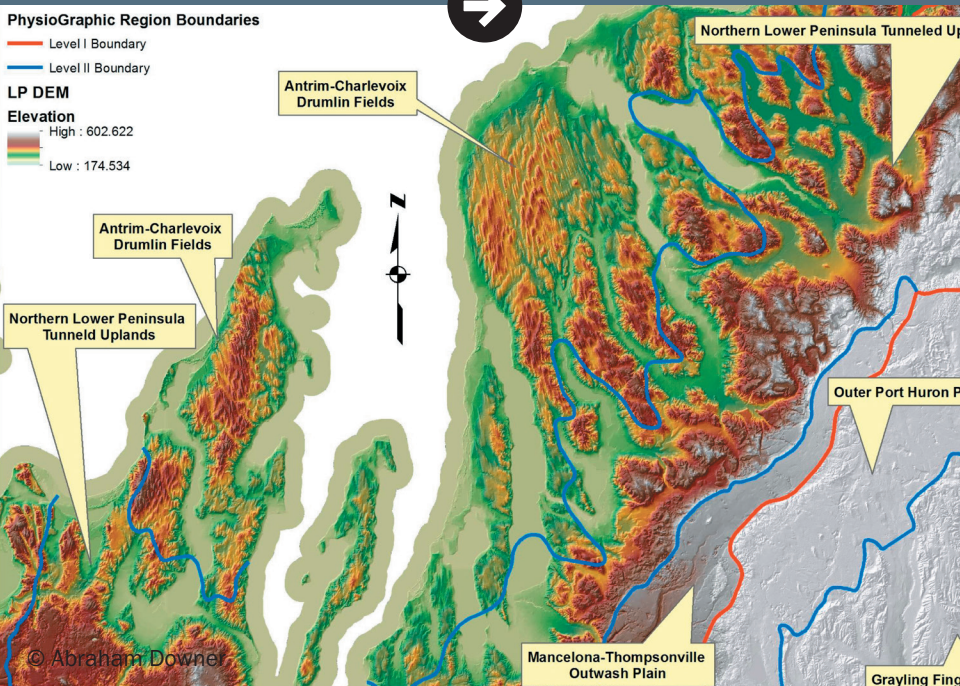 PhysioGraphic Region Boundaries
Level I Boundary
Level II Boundary
LP DEM
Elevation
High : 602.622
Low : 174.534
Northern Lower Peninsula Tunneled Up
Antrim-Charlevoix
Drumlin Fields
N
Antrim-Charlevoix
Drumlin Fields
Northern Lower Peninsula
Tunneld Uplands
Outer Port Huron P
Mancelona-Thompsonville
Outwash Plain
Grayling Fing
© Abraham Downer